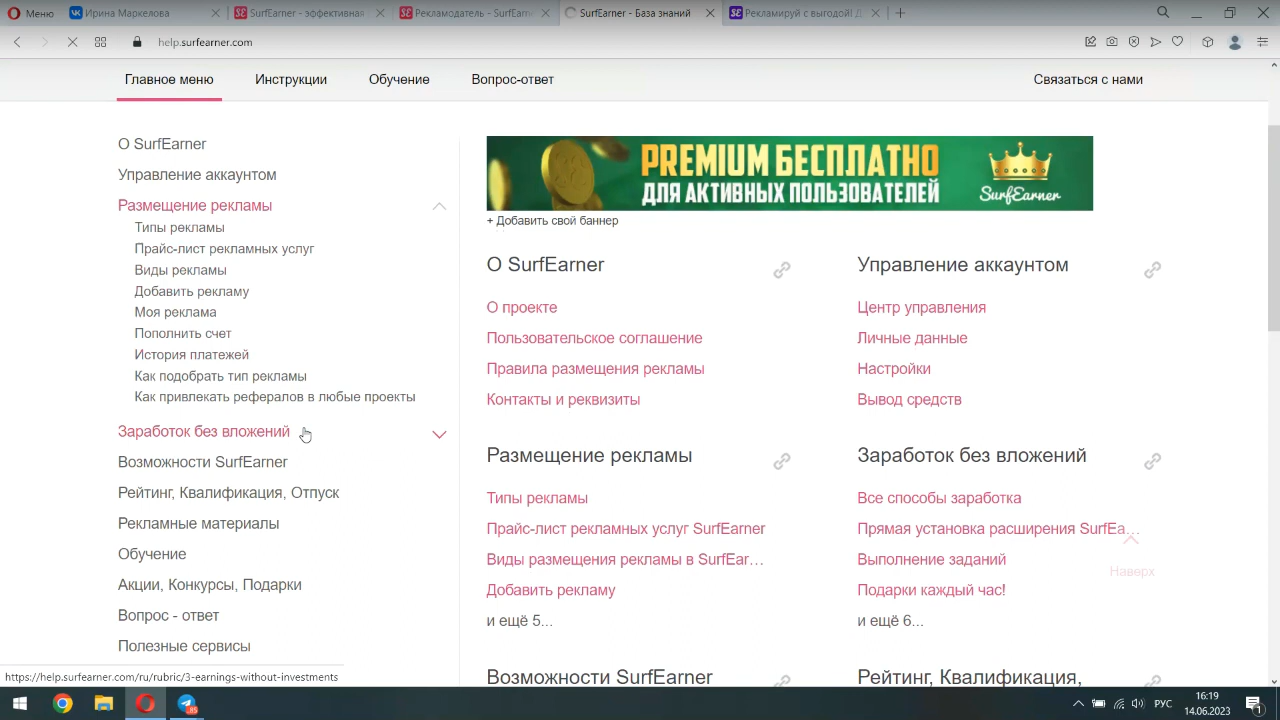 Меню
Ирина Мархелова
SurfEarner - эффективная
Рекламодатель - SurfEarn
SurfEarner - База знаний
Рекламируй с выгодой! Д
help.surfearner.com
Главное меню
Инструкции
Обучение
Вопрос-ответ
Связаться с нами
О SurfEarner
Управление аккаунтом
Размещение рекламы
Типы рекламы
Прайс-лист рекламных услуг
Виды рекламы
Добавить рекламу
Моя реклама
Пополнить счет
История платежей
Как подобрать тип рекламы
Как привлекать рефералов в любые проекты
Заработок без вложений
Возможности SurfEarner
Рейтинг, Квалификация, Отпуск
Рекламные материалы
Обучение
Акции, Конкурсы, Подарки
Вопрос - ответ
Полезные сервисы
PREMIUM БЕСПЛАТНО
ДЛЯ АКТИВНЫХ ПОЛЬЗОВАТЕЛЕЙ
SurfEarner
+ Добавить свой баннер
О SurfEarner
О проекте
Пользовательское соглашение
Правила размещения рекламы
Контакты и реквизиты
Управление аккаунтом
Центр управления
Личные данные
Настройки
Вывод средств
Размещение рекламы
Типы рекламы
Прайс-лист рекламных услуг SurfEarner
Виды размещения рекламы в SurfEar…
Добавить рекламу
и ещё 5...
Заработок без вложений
Все способы заработка
Прямая установка расширения SurfEa…
Выполнение заданий
Подарки каждый час!
и ещё 6...
Наверх
Возможности SurfEarner
Рейтинг, Квалификация,
https://help.surfearner.com/ru/rubric/3-earnings-without-investments
85
РУС
16:19
14.06.2023
1